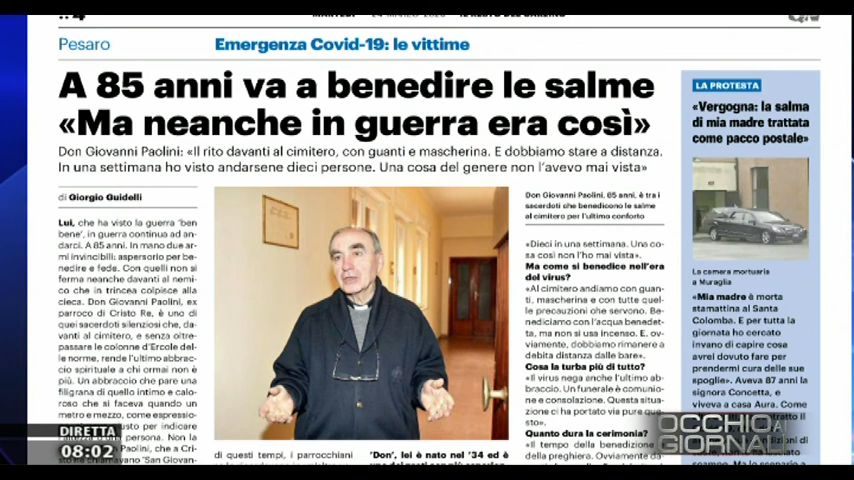 Pesaro
Emergenza Covid-19: le vittime
A 85 anni va a benedire le salme
«Ma neanche in guerra era così»
Don Giovanni Paolini: «Il rito davanti al cimitero, con guanti e mascherina. E dobbiamo stare a distanza.
In una settimana ho visto andarsene dieci persone. Una cosa del genere non l'avevo mai vista»
di Giorgio Guidelli
Lui, che ha visto la guerra 'ben
bene', in guerra continua ad an-
darci. A 85 anni. In mano due ar-
mi invincibili: aspersorio per be-
nedire e fede. Con quelli non si
ferma neanche davanti al nemi-
co che in trincea colpisce alla
cieca. Don Giovanni Paolini, ex
parroco di Cristo Re, è uno di
quei sacerdoti silenziosi che, da-
vanti al cimitero, e senza oltre-
passare le colonne d'Ercole del-
le norme, rende l'ultimo abbrac-
cio spirituale a chi ormai non è
più. Un abbraccio che pare una
filigrana di quello intimo e calo-
roso che si faceva quando un
metro e mezzo, come espressio-
usto per indicare
a persona. Non la
Paolini, che a Cri-
chiamavano 'San Giovan-
di questi tempi, i parrocchiani
Don Giovanni Paolini, 85 anni, è tra i
sacerdoti che benedicono le salme
al cimitero per l'ultimo conforto
«Dieci in una settimana. Una co-
sa così non l'ho mai vista».
Ma come si benedice nell'era
del virus?
«Al cimitero andiamo con guan-
ti, mascherina e con tutte quel-
le precauzioni che servono. Be-
nediciamo con l'acqua benedet-
ta, ma non si usa incenso. E, ov-
viamente, dobbiamo rimanere a
debita distanza dalle bare».
Cosa la turba più di tutto?
«Il virus nega anche l'ultimo ab-
braccio. Un funerale è comunio-
ne e consolazione. Questa situa-
zione ci ha portato via pure que-
sto».
Quanto dura la cerimonia?
«Il tempo della benedizione
della preghiera. Ovviamente da-
'Don', lei è nato nel '34 ed è
LA PROTESTA
«Vergogna: la salma
di mia madre trattata
come pacco postale»
La camera mortuaria
a Muraglia
«Mia madre è morta
stamattina al Santa
Colomba. E per tutta la
giornata ho cercato
invano di capire cosa
avrei dovuto fare per
prendermi cura delle sue
spoglie». Aveva 87 anni la
signora Concetta, e
viveva a casa Aura. Come
DIRETTA
08:02
OCCHIO AL
GIORNALE